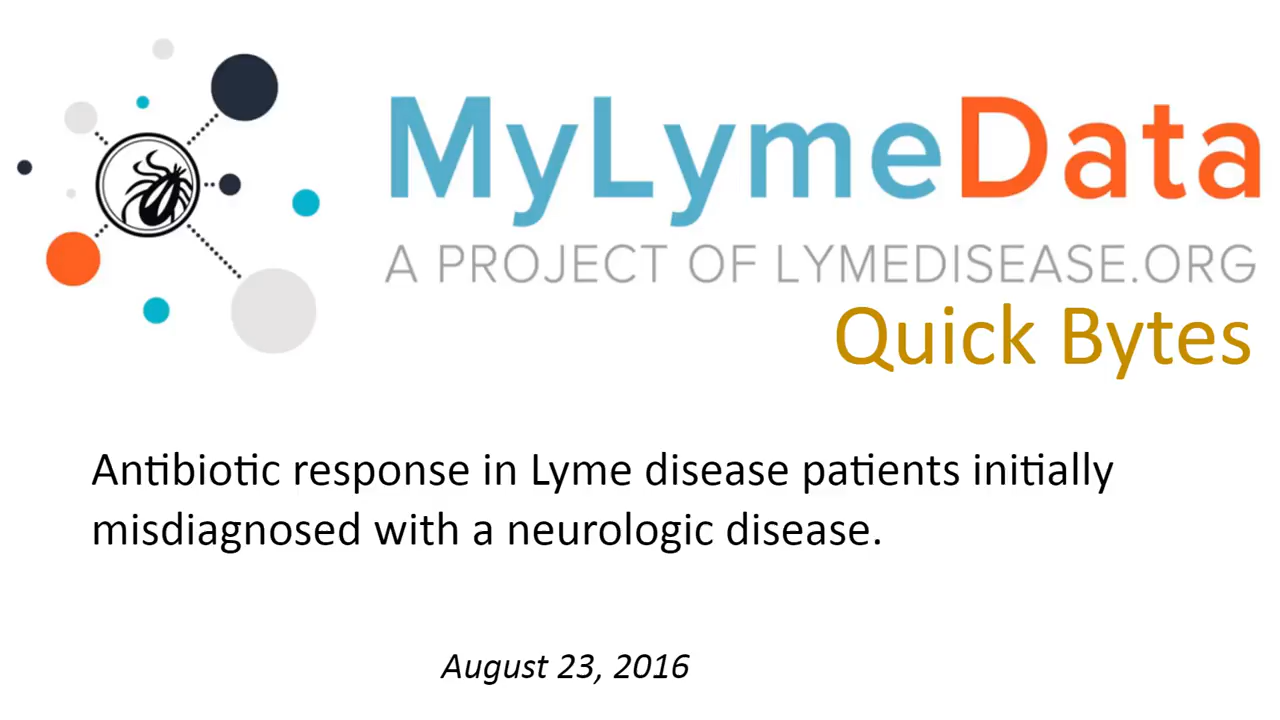 MyLymeData
A PROJECT OF LYMEDISEASE.ORG
Quick Bytes
Antibiotic response in Lyme disease patients initially
misdiagnosed with a neurologic disease.
August 23, 2016